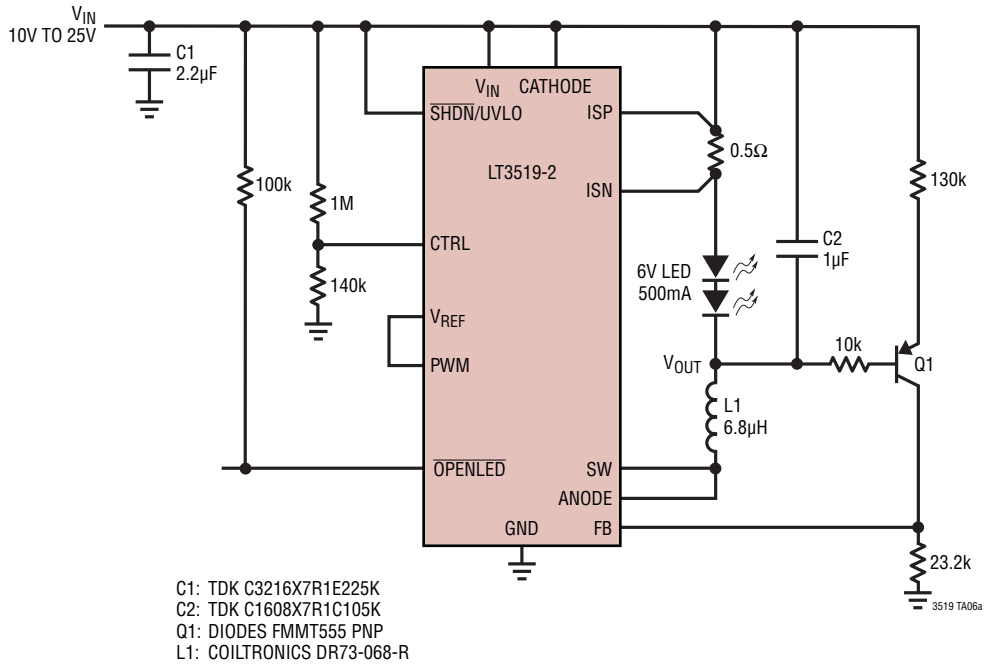 VIN
10V TO 25V
C1
2.2µF
100k
1M
140k
VIN
CATHODE
SHDN/UVLO
ISP
LT3519-2
ISN
CTRL
VREF
PWM
OPENLED
SW
ANODE
GND
FB
0.5Ω
6V LED
500mA
C2
1µF
130k
10k
Q1
VOUT
L1
6.8µH
23.2k
3519 TA06a
C1: TDK C3216X7R1E225K
C2: TDK C1608X7R1C105K
Q1: DIODES FMMT555 PNP
L1: COILTRONICS DR73-068-R